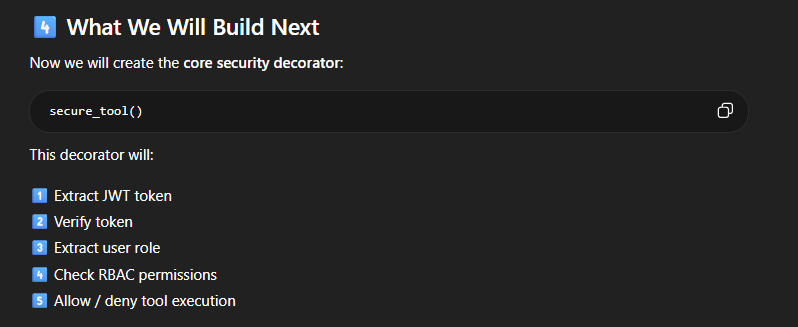 4 What We Will Build Next
Now we will create the core security decorator:
secure_tool()
This decorator will:
1 Extract JWT token
2 Verify token
3 Extract user role
4 Check RBAC permissions
5 Allow / deny tool execution